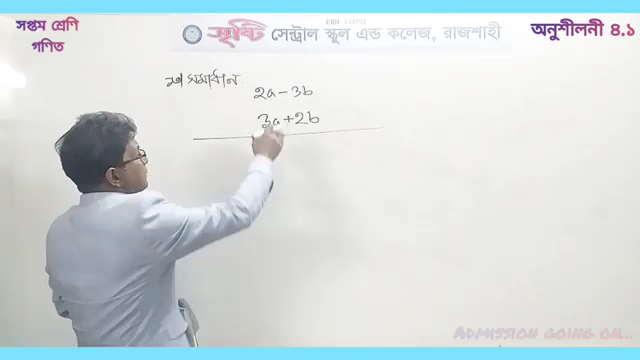 সপ্তম শ্রেণি
গণিত
সৃষ্টি সেন্ট্রাল স্কুল এন্ড কলেজ, রাজশাহী
অনুশীলনী ৪.১
সমাধান
2a - 3b
3a + 2b
Admission going on...